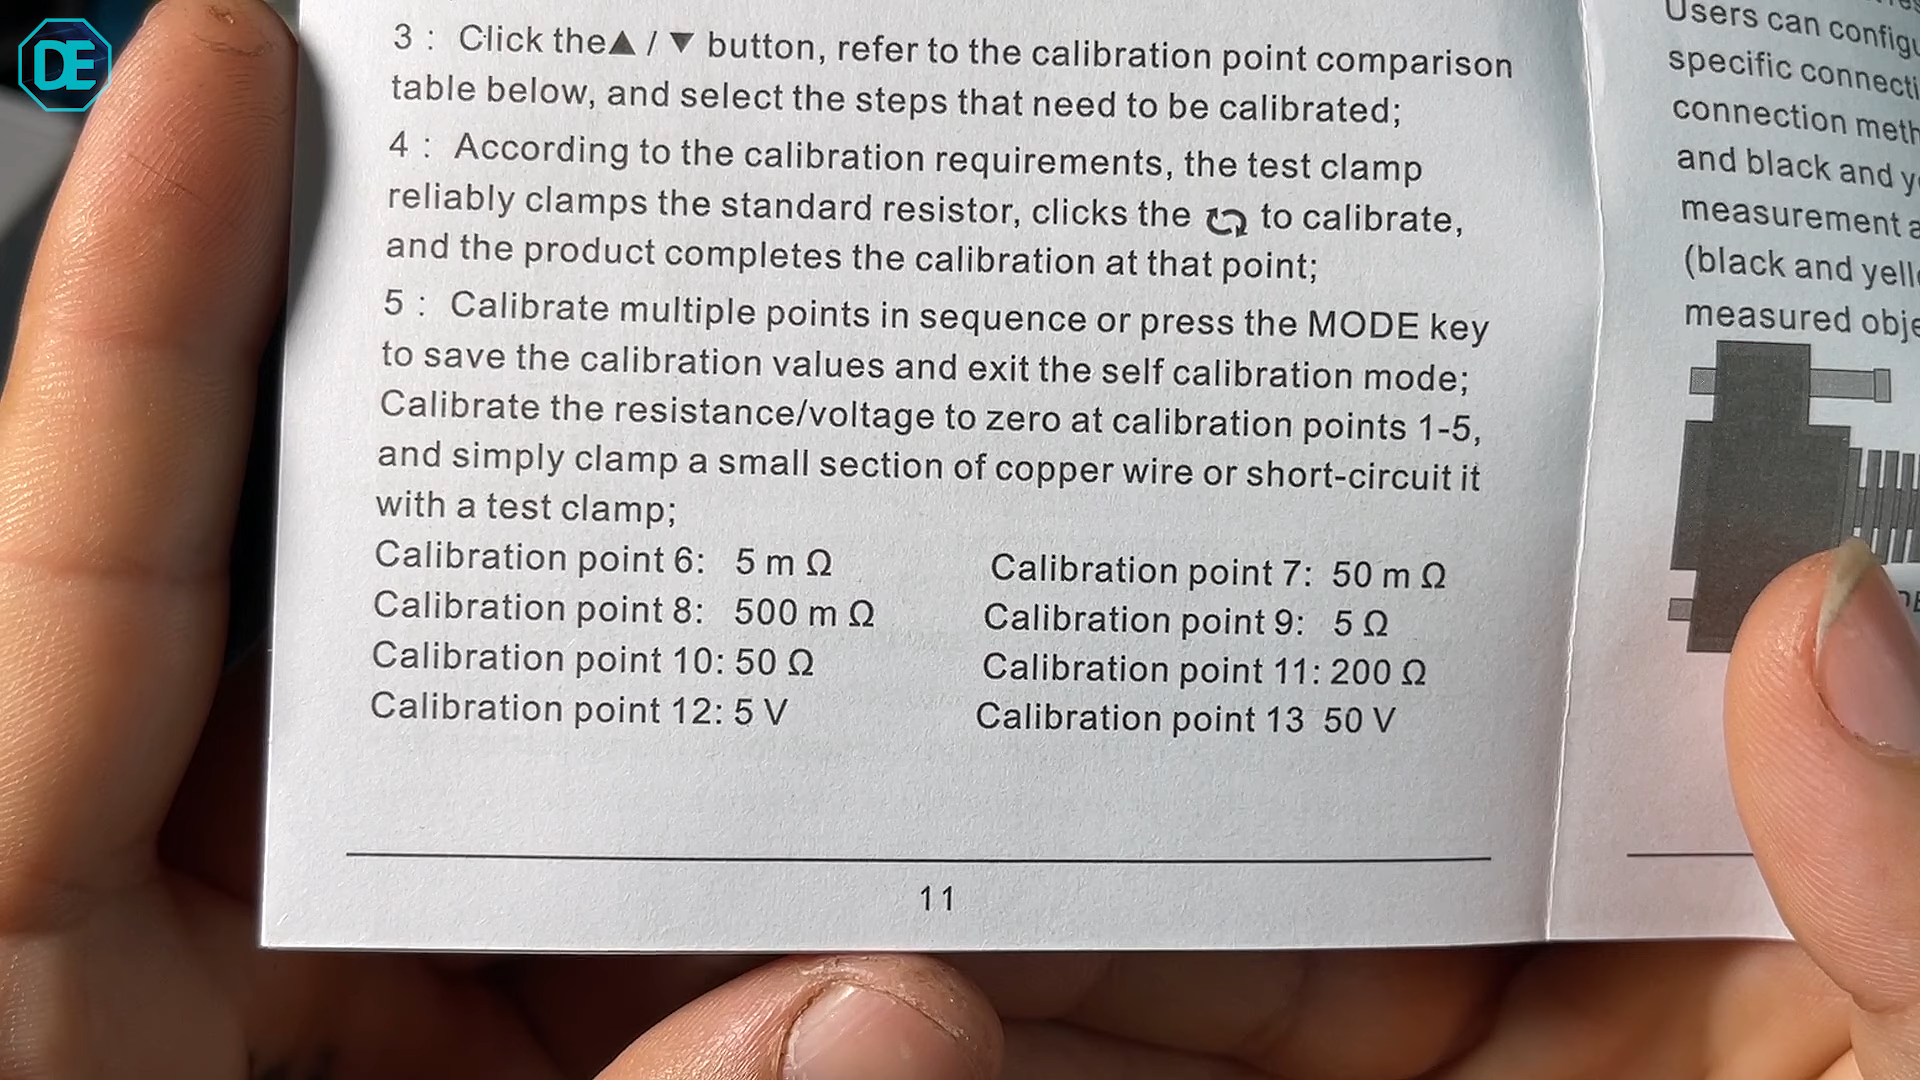 DE
3 : Click the▲ / ▼ button, refer to the calibration point comparison
table below, and select the steps that need to be calibrated;
4 : According to the calibration requirements, the test clamp
reliably clamps the standard resistor, clicks the to calibrate,
and the product completes the calibration at that point;
5 : Calibrate multiple points in sequence or press the MODE key
to save the calibration values and exit the self calibration mode;
Calibrate the resistance/voltage to zero at calibration points 1-5,
and simply clamp a small section of copper wire or short-circuit it
with a test clamp;
Calibration point 6: 5 m Ω Calibration point 7: 50 m Ω
Calibration point 8: 500 m Ω Calibration point 9: 5 Ω
Calibration point 10: 50 Ω Calibration point 11: 200 Ω
Calibration point 12: 5 V Calibration point 13 50 V
11
Users can
specific
connection
and black and
measurement
(black and
measured